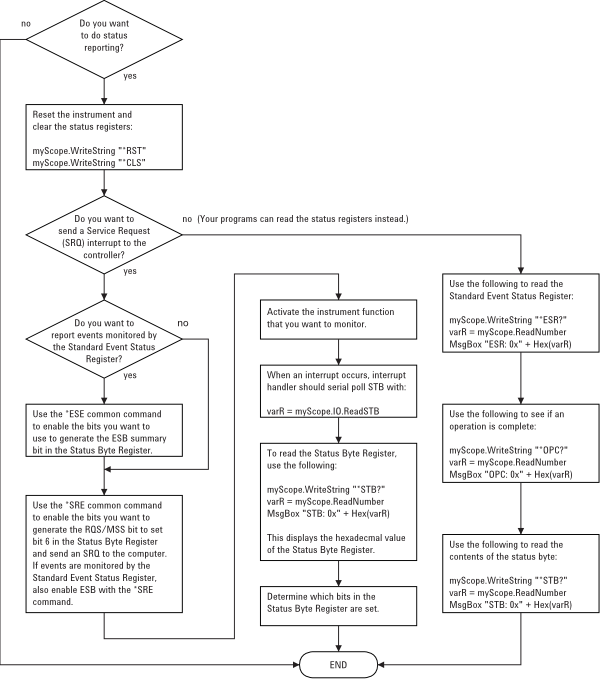 no
Do you want
to do status
reporting?
yes
Reset the instrument and
clear the status registers:
myScope.WriteString "*RST"
myScope.WriteString "*CLS"
Do you want to
send a Service Request
(SRQ) interrupt to the
controller?
no (Your programs can read the status registers instead.)
yes
Do you want to
report events monitored by
the Standard Event Status
Register?
no
yes
Use the *ESE common command
to enable the bits you want to
use to generate the ESB summary
bit in the Status Byte Register.
Use the *SRE common command
to enable the bits you want to
generate the RQS/MSS bit to set
bit 6 in the Status Byte Register
and send an SRQ to the computer.
If events are monitored by the
Standard Event Status Register,
also enable ESB with the *SRE
command.
Activate the instrument function
that you want to monitor.
When an interrupt occurs, interrupt
handler should serial poll STB with:
varR = myScope.IO.ReadSTB
To read the Status Byte Register,
use the following:
myScope.WriteString "*STB?"
varR = myScope.ReadNumber
MsgBox "STB: 0x" + Hex(varR)
This displays the hexadecmal value
of the Status Byte Register.
Determine which bits in the
Status Byte Register are set.
Use the following to read the
Standard Event Status Register:
myScope.WriteString "*ESR?"
varR = myScope.ReadNumber
MsgBox "ESR: 0x" + Hex(varR)
Use the following to see if an
operation is complete:
myScope.WriteString "*OPC?"
varR = myScope.ReadNumber
MsgBox "OPC: 0x" + Hex(varR)
Use the following to read the
contents of the status byte:
myScope.WriteString "*STB?"
varR = myScope.ReadNumber
MsgBox "STB: 0x" + Hex(varR)
END